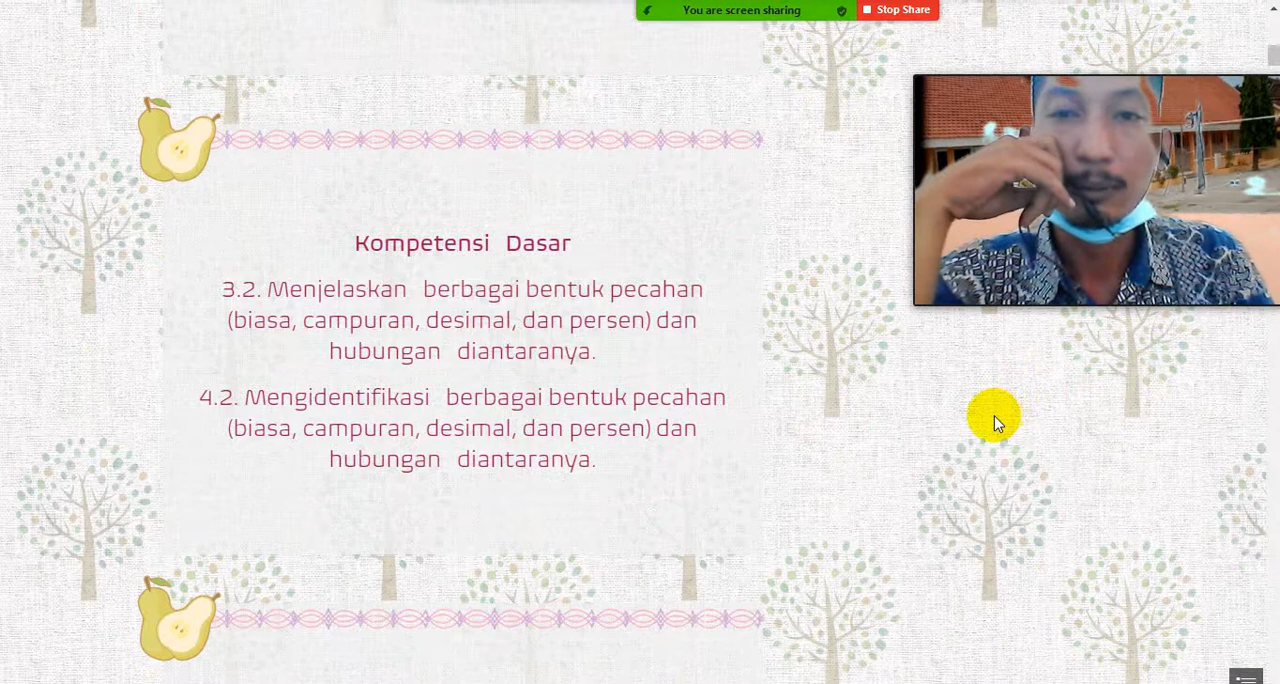 You are screen sharing
Stop Share
Kompetensi Dasar
3.2. Menjelaskan berbagai bentuk pecahan
(biasa, campuran, desimal, dan persen) dan
hubungan diantaranya.
4.2. Mengidentifikasi berbagai bentuk pecahan
(biasa, campuran, desimal, dan persen) dan
hubungan diantaranya.